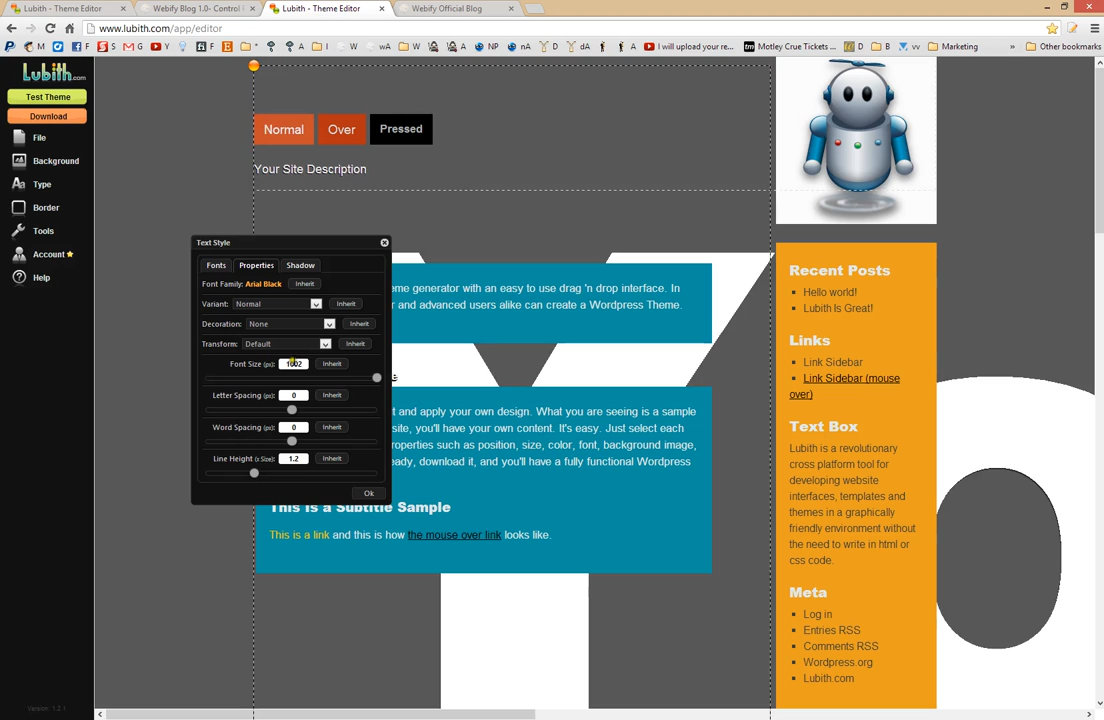 Lubith - Theme Editor
Webify Blog 1.0- Control
Lubith - Theme Editor
Webify Official Blog
www.lubith.com/app/editor
M
F
S
G
Y
F
*
A
I
W
wA
W
A
A
NP
nA
D
dA
I
A
I will upload your re...
Motley Crue Tickets...
D
B
vv
Marketing
»
Other bookmarks
Lubith.com
Test Theme
Download
File
Background
Type
Border
Tools
Account
Help
Version: 1.2.1
Normal
Over
Pressed
Your Site Description
Y
o
Text Style
Fonts
Properties
Shadow
Font Family: Arial Black
Inherit
Variant:
Normal
Inherit
Decoration:
None
Inherit
Transform:
Default
Inherit
Font Size (px):
1002
Inherit
Letter Spacing (px):
0
Inherit
Word Spacing (px):
0
Inherit
Line Height (x Size):
1.2
Inherit
Ok
eme generator with an easy to use drag 'n drop interface. In
r and advanced users alike can create a Wordpress Theme.
t and apply your own design. What you are seeing is a sample
site, you'll have your own content. It's easy. Just select each
roperties such as position, size, color, font, background image,
eady, download it, and you'll have a fully functional Wordpress
This is a Subtitle Sample
This is a link and this is how the mouse over link looks like.
Recent Posts
Hello world!
Lubith Is Great!
Links
Link Sidebar
Link Sidebar (mouse
over)
Text Box
Lubith is a revolutionary
cross platform tool for
developing website
interfaces, templates and
themes in a graphically
friendly environment without
the need to write in html or
css code.
Meta
Log in
Entries RSS
Comments RSS
Wordpress.org
Lubith.com